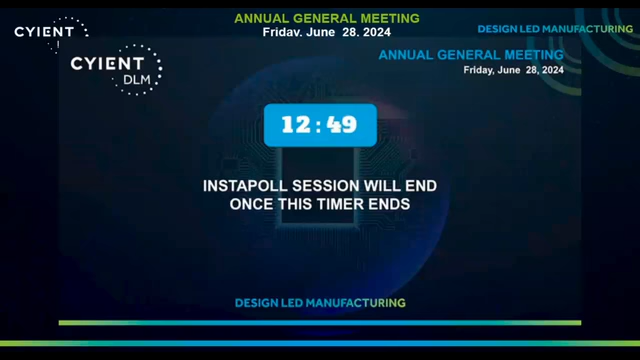 ANNUAL GENERAL MEETING
Friday, June 28, 2024
CYIENT
DESIGN LED MANUFACTURING
CYIENT
DLM
ANNUAL GENERAL MEETING
Friday, June 28, 2024
12:49
INSTAPOLL SESSION WILL END
ONCE THIS TIMER ENDS
DESIGN LED MANUFACTURING